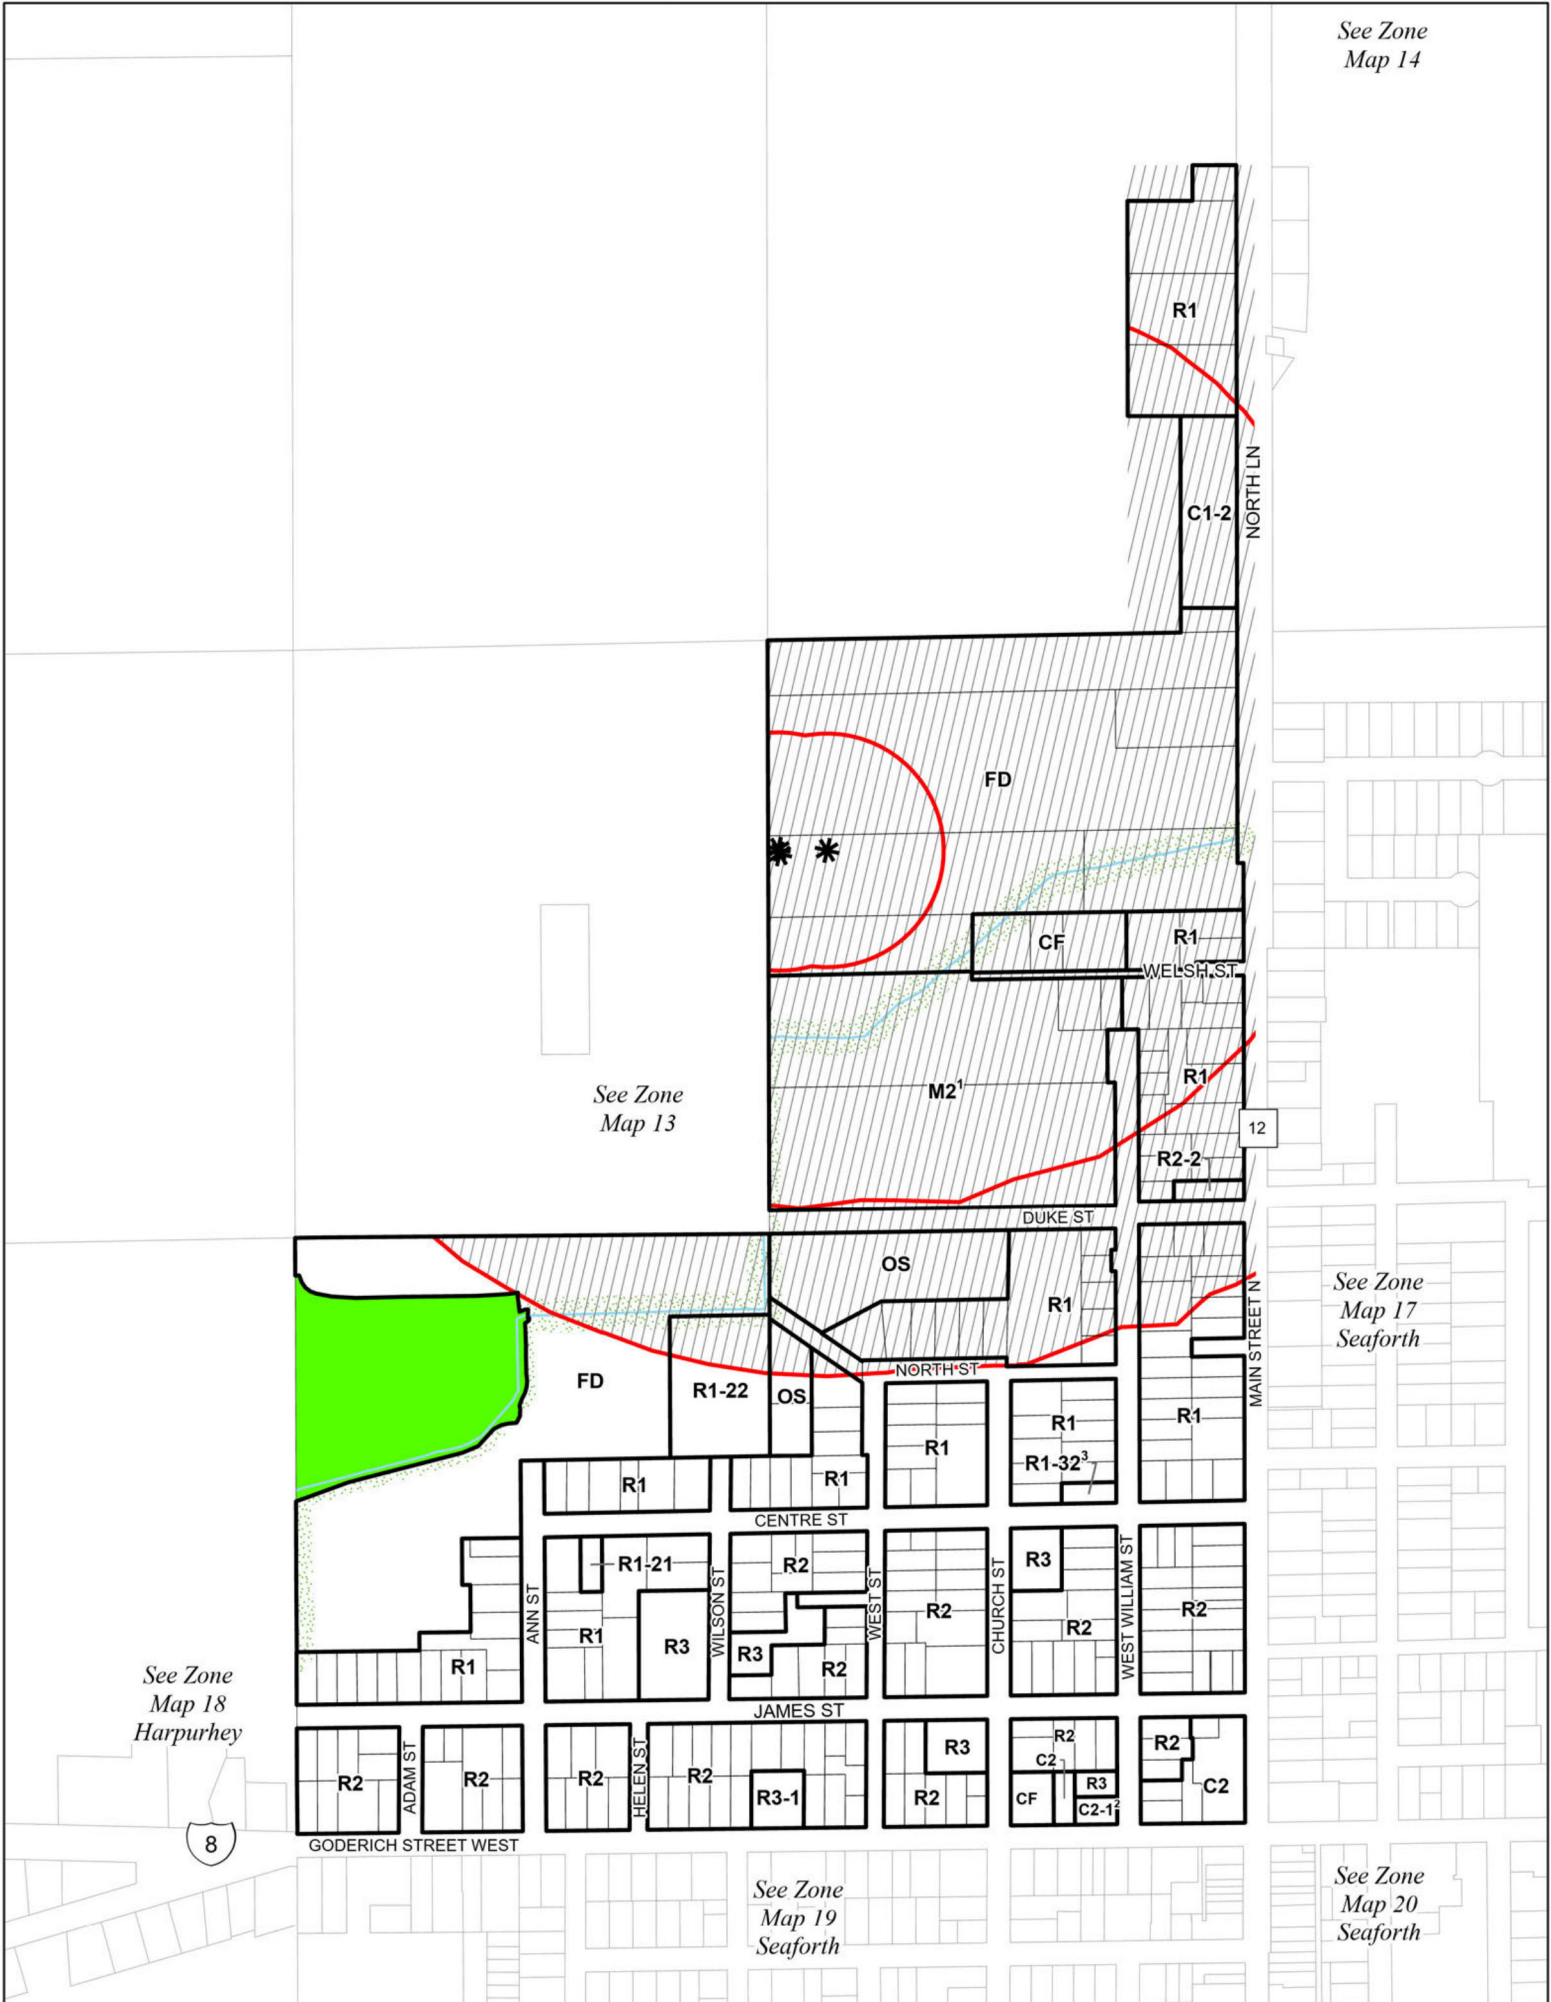 See Zone
Map 14
R1
NORTH LN
C1-2
FD
CF
R1
WELSH ST
See Zone
Map 13
M2¹
R1
12
R2-2
DUKE ST
OS
R1
See Zone
Map 17
Seaforth
MAIN STREET N
NORTH ST
FD
R1-22
OS
R1
R1
R1
R1
R1-32³
R1
CENTRE ST
R1-21
R2
R3
R2
ANN ST
WILSON ST
WEST ST
CHURCH ST
WEST WILLIAM ST
R2
R2
R1
R3
R3
R2
R1
See Zone
Map 18
Harpurhey
JAMES ST
R2
ADAM ST
R2
R2
HELEN ST
R2
R3-1
R3
R2
R2
C2
CF
R3
C2-1²
R2
C2
8
GODERICH STREET WEST
See Zone
Map 19
Seaforth
See Zone
Map 20
Seaforth